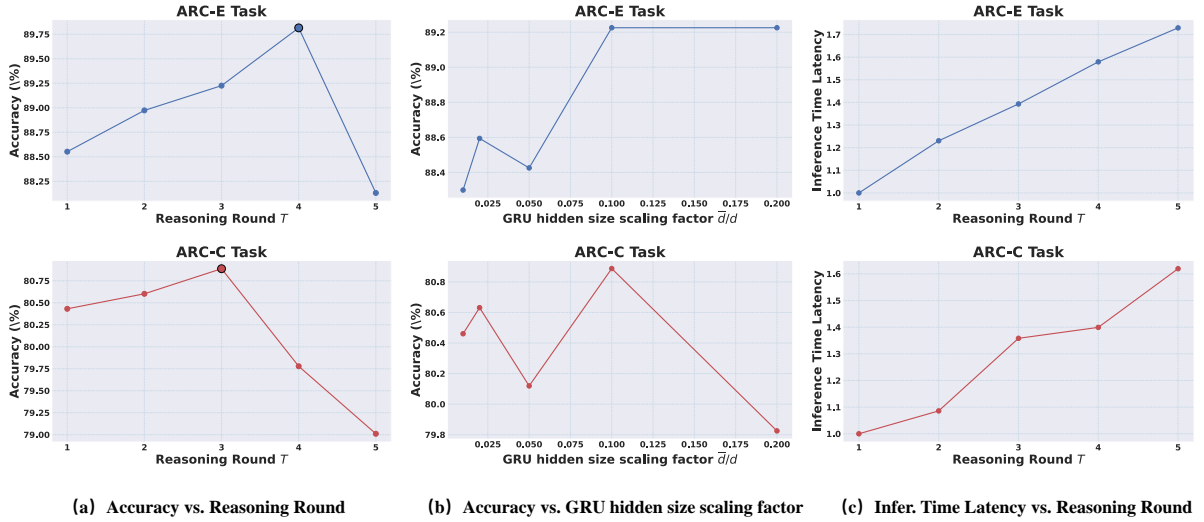 ARC-E Task
Accuracy (\%)
89.75
89.50
89.25
89.00
88.75
88.50
88.25
1 2 3 4 5
Reasoning Round T
ARC-E Task
Accuracy (\%)
89.2
89.0
88.8
88.6
88.4
0.025 0.050 0.075 0.100 0.125 0.150 0.175 0.200
GRU hidden size scaling factor d̅/d
ARC-E Task
Inference Time Latency
1.7
1.6
1.5
1.4
1.3
1.2
1.1
1.0
1 2 3 4 5
Reasoning Round T
ARC-C Task
Accuracy (\%)
80.75
80.50
80.25
80.00
79.75
79.50
79.25
79.00
1 2 3 4 5
Reasoning Round T
ARC-C Task
Accuracy (\%)
80.8
80.6
80.4
80.2
80.0
79.8
0.025 0.050 0.075 0.100 0.125 0.150 0.175 0.200
GRU hidden size scaling factor d̅/d
ARC-C Task
Inference Time Latency
1.6
1.5
1.4
1.3
1.2
1.1
1.0
1 2 3 4 5
Reasoning Round T
(a) Accuracy vs. Reasoning Round
(b) Accuracy vs. GRU hidden size scaling factor
(c) Infer. Time Latency vs. Reasoning Round